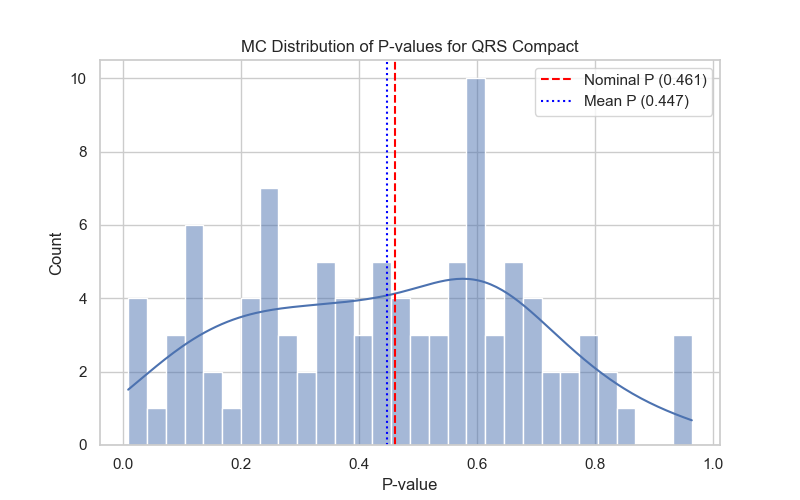 MC Distribution of P-values for QRS Compact
Nominal P (0.461)
Mean P (0.447)
Count
10
8
6
4
2
0
0.0 0.2 0.4 0.6 0.8 1.0
P-value